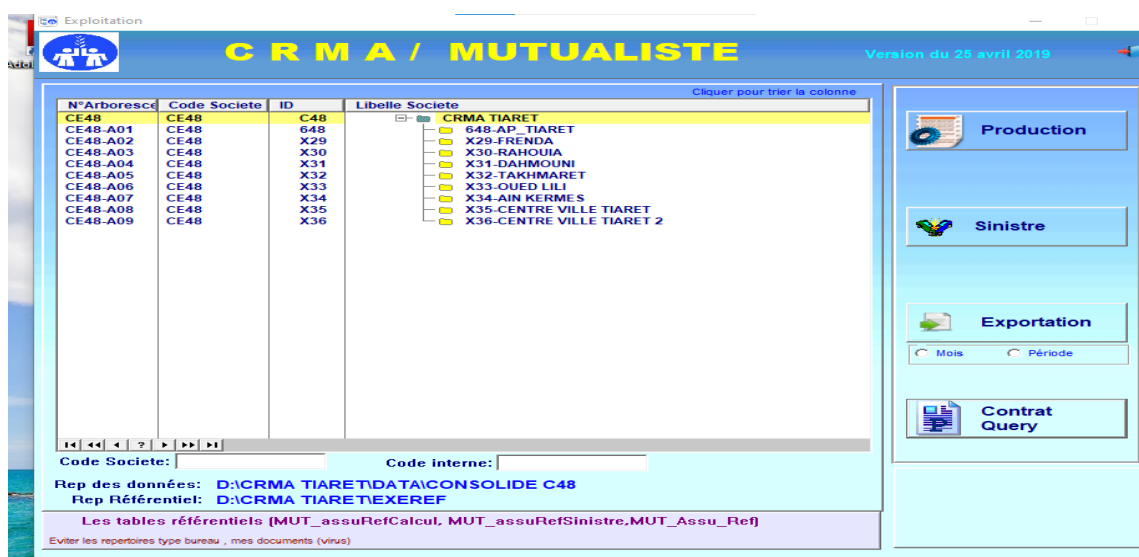 Exploitation
C R M A / MUTUALISTE
Version du 25 avril 2019
Cliquer pour trier la colonne
N°Arboresce Code Societe ID Libelle Societe
CE48 CE48 C48 CRMA TIARET
CE48-A01 CE48 648 648-AP_TIARET
CE48-A02 CE48 X29 X29-FRENDA
CE48-A03 CE48 X30 X30-RAHOUIA
CE48-A04 CE48 X31 X31-DAHMOUNI
CE48-A05 CE48 X32 X32-TAKHMARET
CE48-A06 CE48 X33 X33-OUED LILI
CE48-A07 CE48 X34 X34-AIN KERMES
CE48-A08 CE48 X35 X35-CENTRE VILLE TIARET
CE48-A09 CE48 X36 X36-CENTRE VILLE TIARET 2
Code Societe: Code interne:
Rep des données: D:\CRMA TIARET\DATA\CONSOLIDE C48
Rep Référentiel: D:\CRMA TIARET\EXEREF
Les tables référentiels (MUT_assuRefCalcul, MUT_assuRefSinistre,MUT_Assu_Ref)
Eviter les repertoires type bureau , mes documents (virus)
Production
Sinistre
Exportation
Mois Période
Contrat
Query